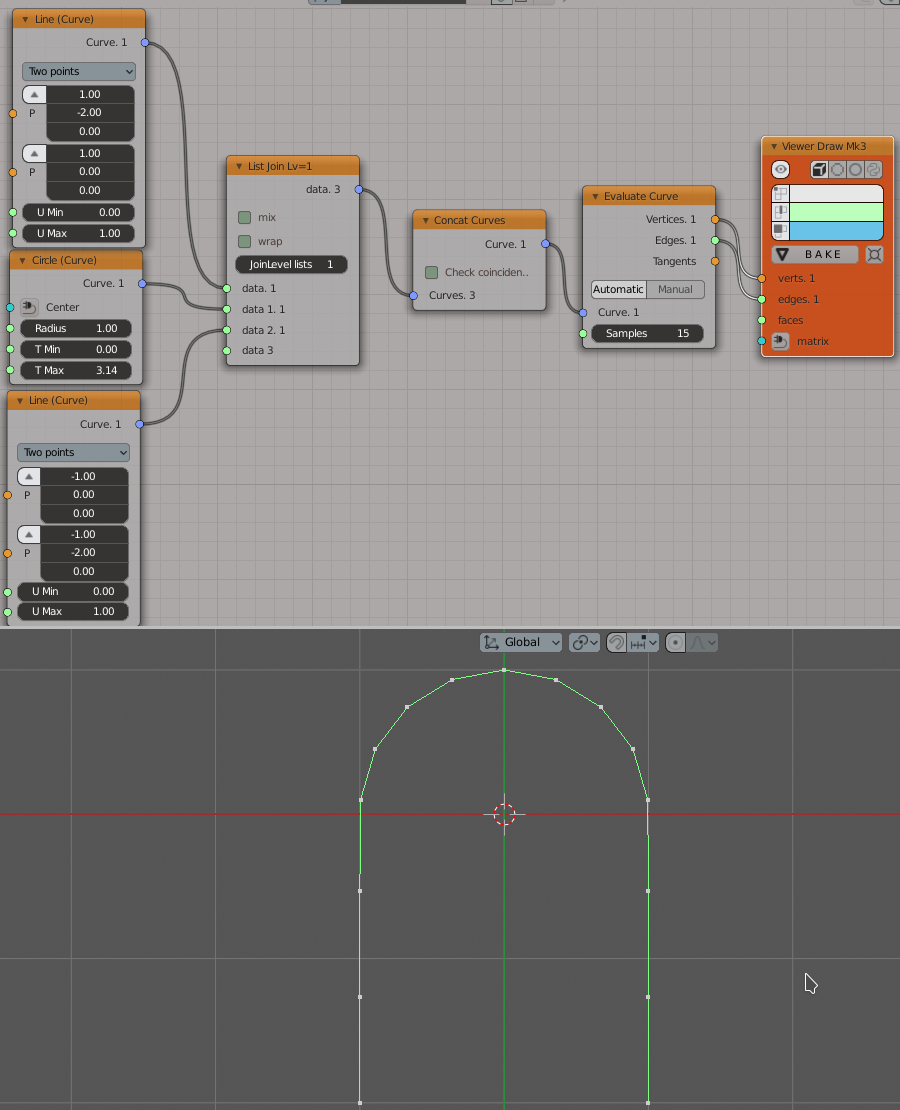 Line (Curve)
Curve. 1
Two points
1.00
P -2.00
0.00
1.00
P 0.00
0.00
U Min 0.00
U Max 1.00
Circle (Curve)
Curve. 1
Center
Radius 1.00
T Min 0.00
T Max 3.14
Line (Curve)
Curve. 1
Two points
-1.00
P 0.00
0.00
-1.00
P -2.00
0.00
U Min 0.00
U Max 1.00
List Join Lv=1
data. 3
mix
wrap
JoinLevel lists 1
data. 1
data 1. 1
data 2. 1
data 3
Concat Curves
Curve. 1
Check coinciden..
Curves. 3
Evaluate Curve
Vertices. 1
Edges. 1
Tangents
Automatic Manual
Curve. 1
Samples 15
Viewer Draw Mk3
BAKE
verts. 1
edges. 1
faces
matrix
Global